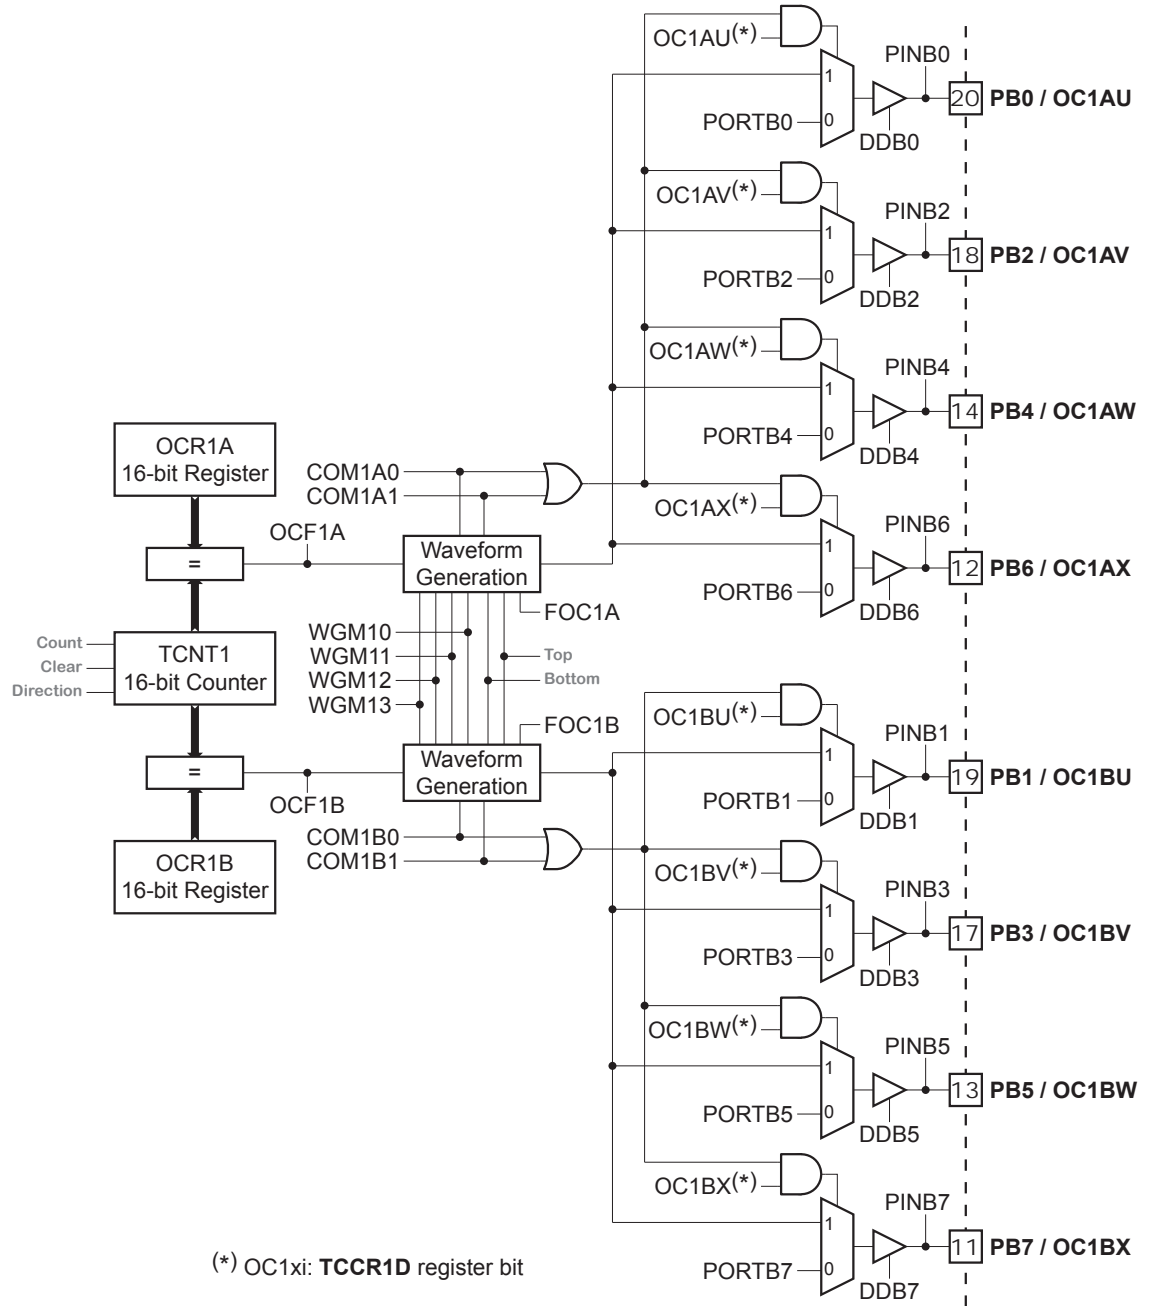 OC1AU(*)
PINB0
1
20 PB0 / OC1AU
PORTB0
0
DDB0
OC1AV(*)
PINB2
1
18 PB2 / OC1AV
PORTB2
0
DDB2
OC1AW(*)
PINB4
1
14 PB4 / OC1AW
PORTB4
0
DDB4
OCR1A
16-bit Register
COM1A0
COM1A1
OC1AX(*)
PINB6
OCF1A
1
=
Waveform
Generation
12 PB6 / OC1AX
PORTB6
0
DDB6
FOC1A
Count
Clear
Direction
TCNT1
16-bit Counter
WGM10
WGM11
WGM12
WGM13
Top
Bottom
FOC1B
OC1BU(*)
PINB1
1
=
Waveform
Generation
19 PB1 / OC1BU
OCF1B
PORTB1
0
DDB1
COM1B0
COM1B1
OCR1B
16-bit Register
OC1BV(*)
PINB3
1
17 PB3 / OC1BV
PORTB3
0
DDB3
OC1BW(*)
PINB5
1
13 PB5 / OC1BW
PORTB5
0
DDB5
OC1BX(*)
PINB7
1
11 PB7 / OC1BX
PORTB7
0
DDB7
(*) OC1xi: TCCR1D register bit